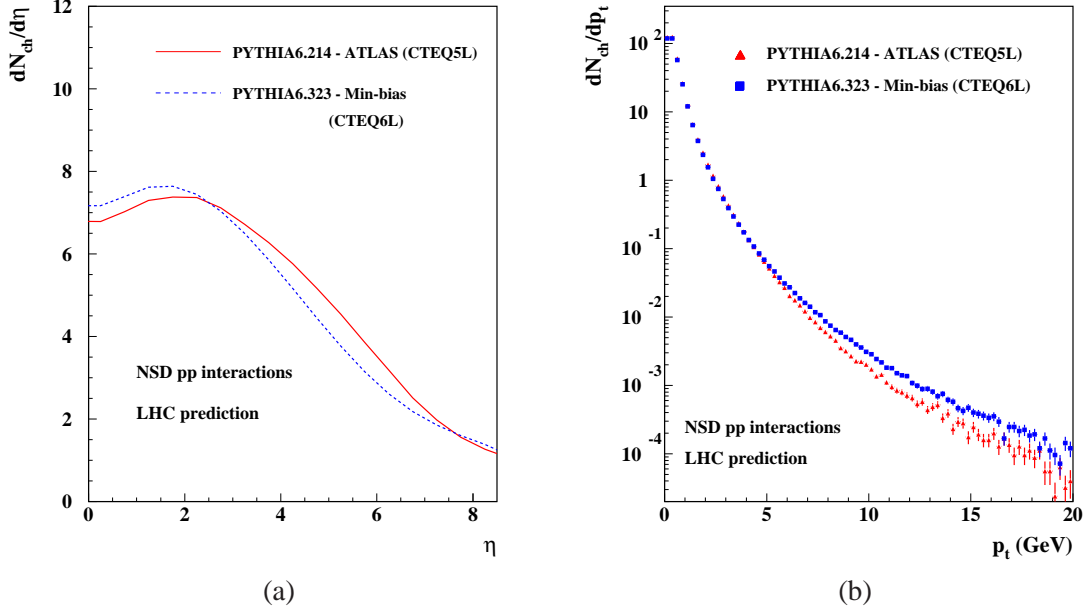 dN_ch/dη
12
10
8
6
4
2
0
PYTHIA6.214 - ATLAS (CTEQ5L)
PYTHIA6.323 - Min-bias
(CTEQ6L)
NSD pp interactions
LHC prediction
0 2 4 6 8
η
(a)
dN_ch/dp_t
10^2
10
1
10^-1
10^-2
10^-3
10^-4
PYTHIA6.214 - ATLAS (CTEQ5L)
PYTHIA6.323 - Min-bias (CTEQ6L)
NSD pp interactions
LHC prediction
0 5 10 15 20
p_t (GeV)
(b)